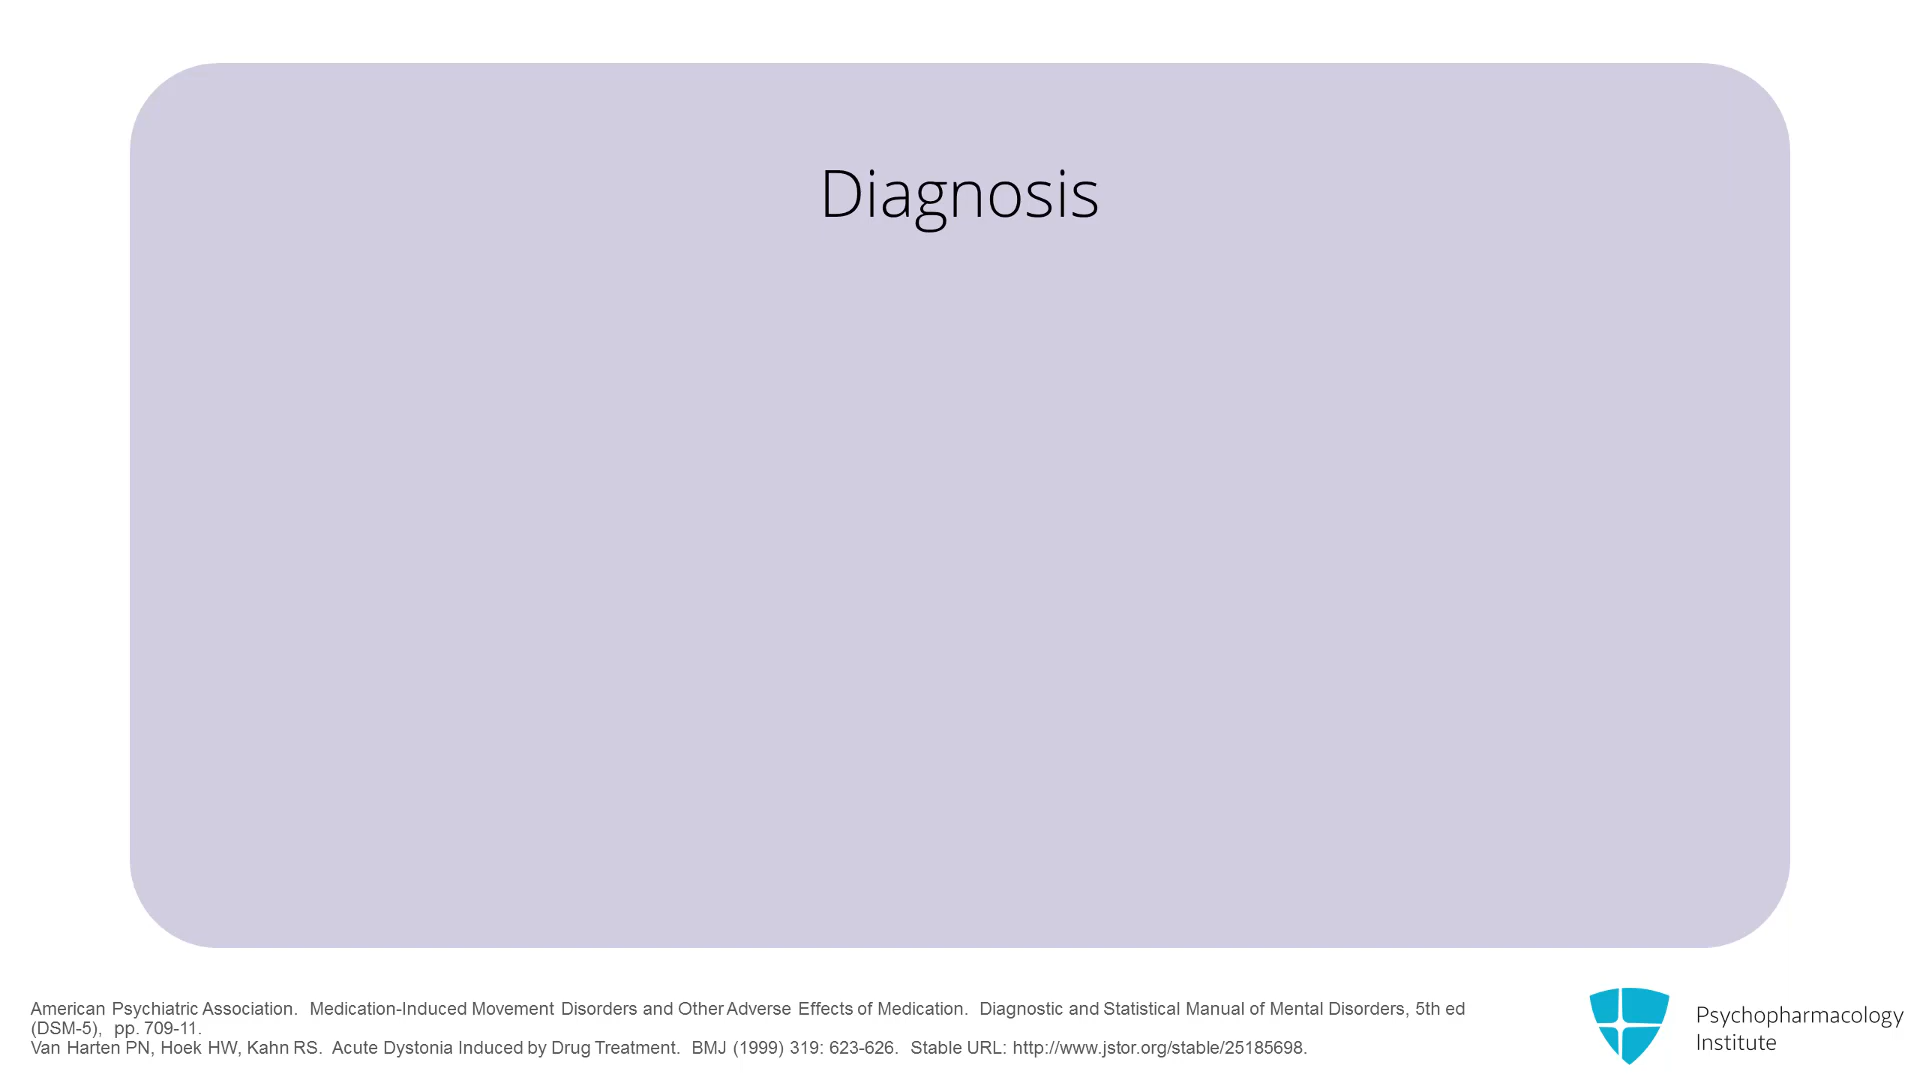 Diagnosis
American Psychiatric Association.  Medication-Induced Movement Disorders and Other Adverse Effects of Medication.  Diagnostic and Statistical Manual of Mental Disorders, 5th ed
(DSM-5),  pp. 709-11.
Van Harten PN, Hoek HW, Kahn RS.  Acute Dystonia Induced by Drug Treatment.  BMJ (1999) 319: 623-626.  Stable URL: http://www.jstor.org/stable/25185698.
Psychopharmacology
Institute